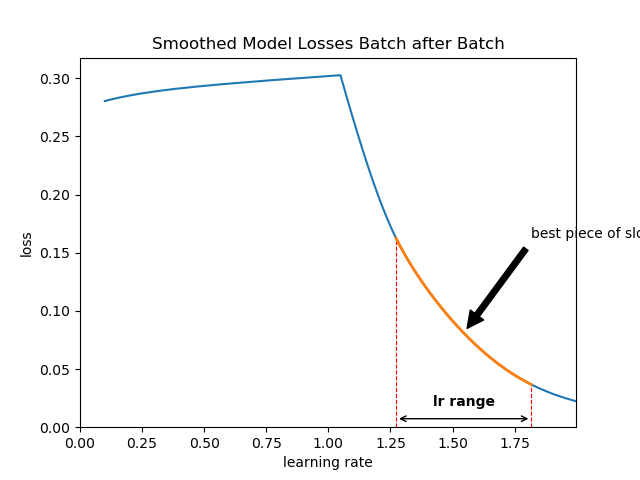 Smoothed Model Losses Batch after Batch
0.30
0.25
0.20
0.15
0.10
0.05
0.00
loss
best piece of
lr range
0.00 0.25 0.50 0.75 1.00 1.25 1.50 1.75
learning rate